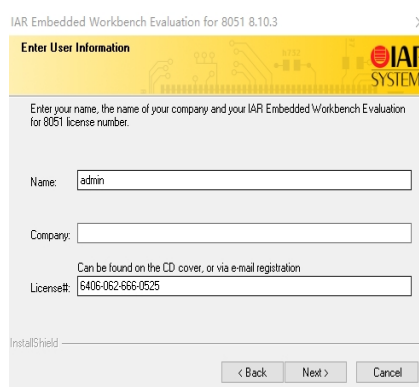 IAR Embedded Workbench Evaluation for 8051 8.10.3
Enter User Information
IAR
SYSTEM
Enter your name, the name of your company and your IAR Embedded Workbench Evaluation
for 8051 license number.
Name: admin
Company:
Can be found on the CD cover, or via e-mail registration
License#: 6406-062-666-0525
InstallShield
< Back Next > Cancel